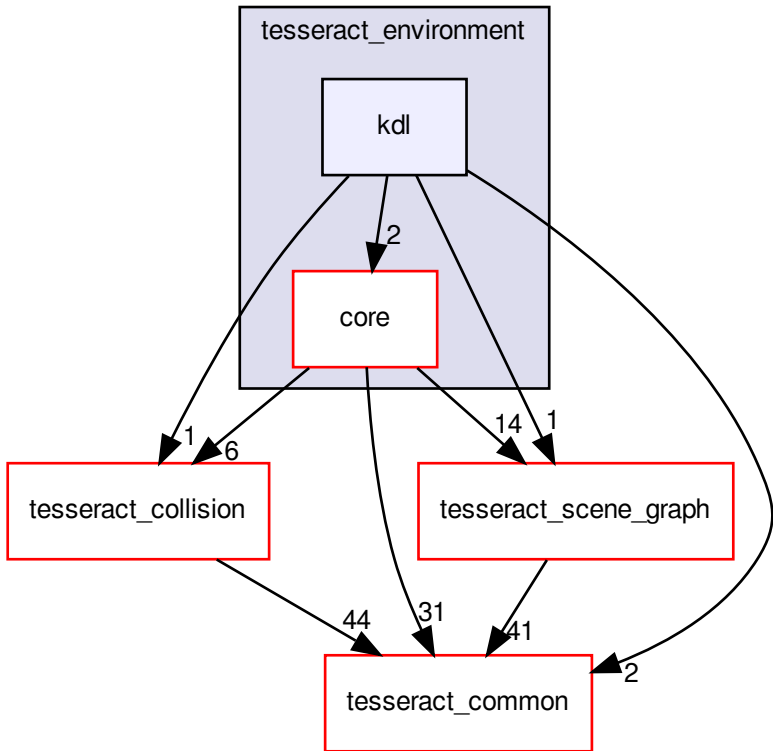 tesseract_environment
kdl
2
core
14
1
1
6
tesseract_collision
tesseract_scene_graph
44
31
41
2
tesseract_common